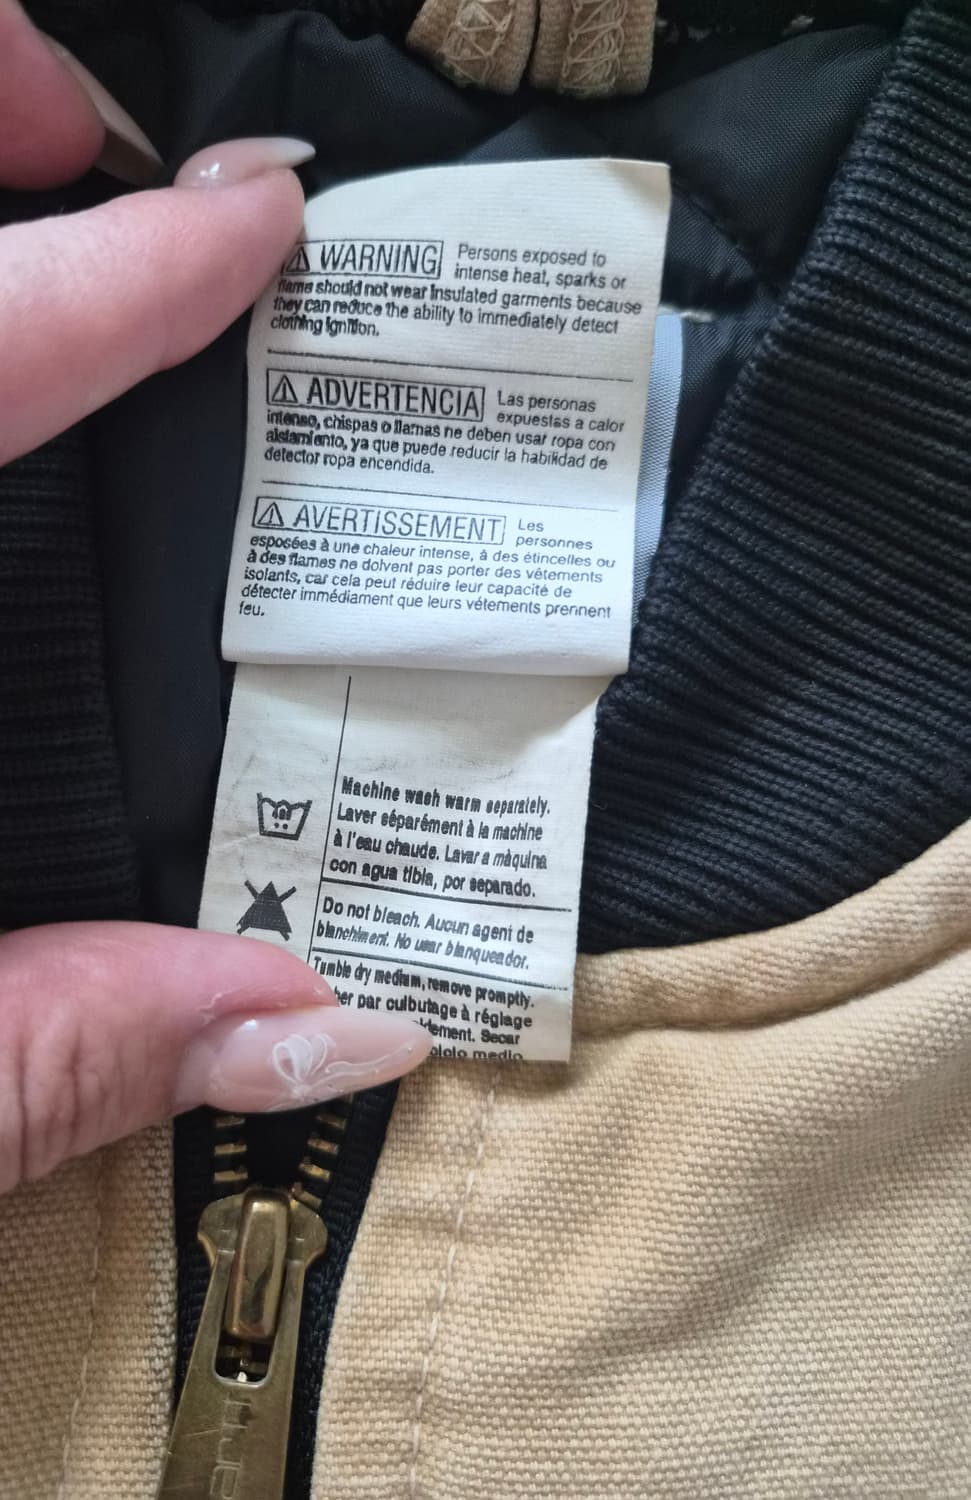 WARNING Persons exposed to
intense heat, sparks or
flame should not wear insulated garments because
they can reduce the ability to immediately detect
clothing ignition.
ADVERTENCIA Las personas
expuestas a calor
intenso, chispas o llamas ne deben usar ropa con
aislamiento, ya que puede reducir la habilidad de
detector ropa encendida.
AVERTISSEMENT Les
personnes
esposées à une chaleur intense, à des étincelles ou
à des flames ne doivent pas porter des vétements
isolants, car cela peut réduire leur capacité de
détecter immédiament que leurs vétements prennent
feu.
Machine wash warm separately.
Laver séparément à la machine
à l'eau chaude. Lavar a màquina
con agua tibia, por separado.
Do not bleach. Aucun agent de
blanchiment. No usar blanqueador.
Tumble dry medium, remove promptly.
par culbutage à réglage
Secar
medio